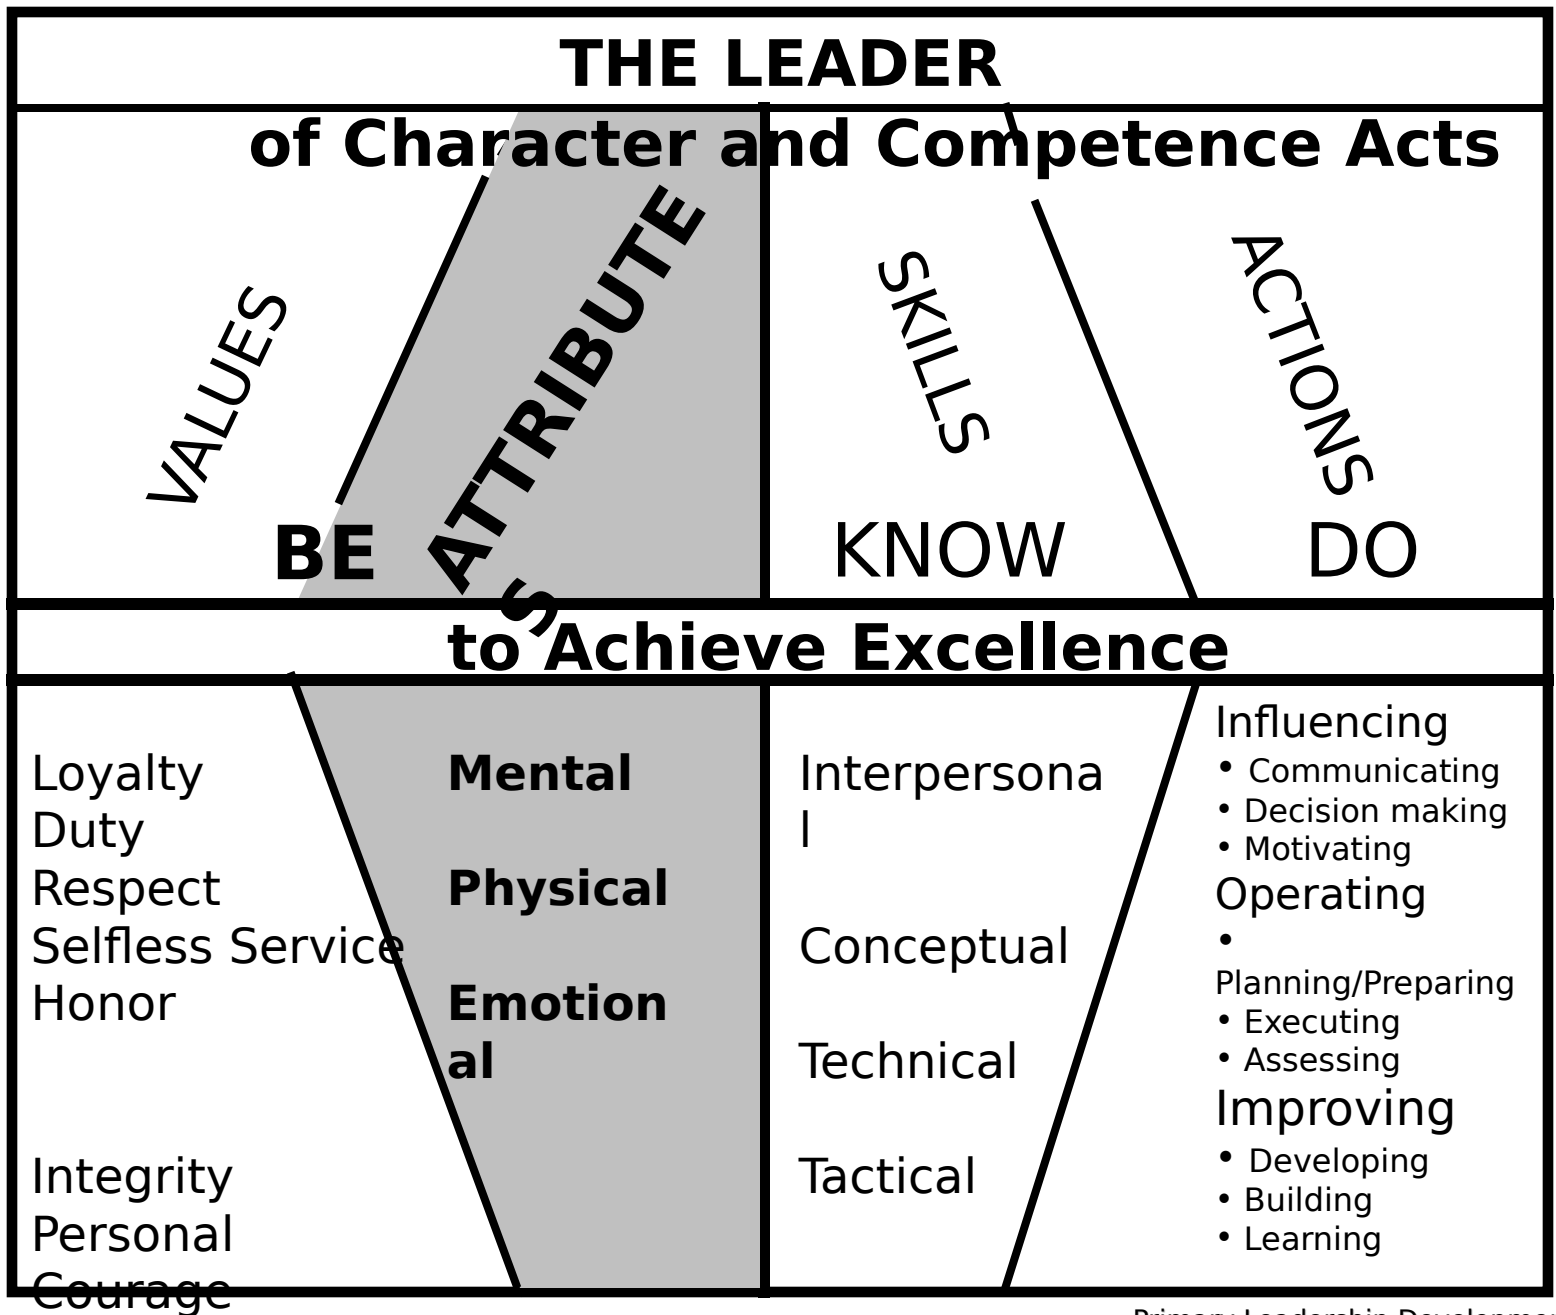 THE LEADER
of Character and Competence Acts
VALUES
ATTRIBUTE
S
SKILLS
ACTIONS
BE
KNOW
DO
to Achieve Excellence
Loyalty
Duty
Respect
Selfless Service
Honor
Integrity
Personal
Courage
Mental
Physical
Emotion
al
Interpersona
l
Conceptual
Technical
Tactical
Influencing
• Communicating
• Decision making
• Motivating
Operating
•
Planning/Preparing
• Executing
• Assessing
Improving
• Developing
• Building
• Learning
Primary Leadership